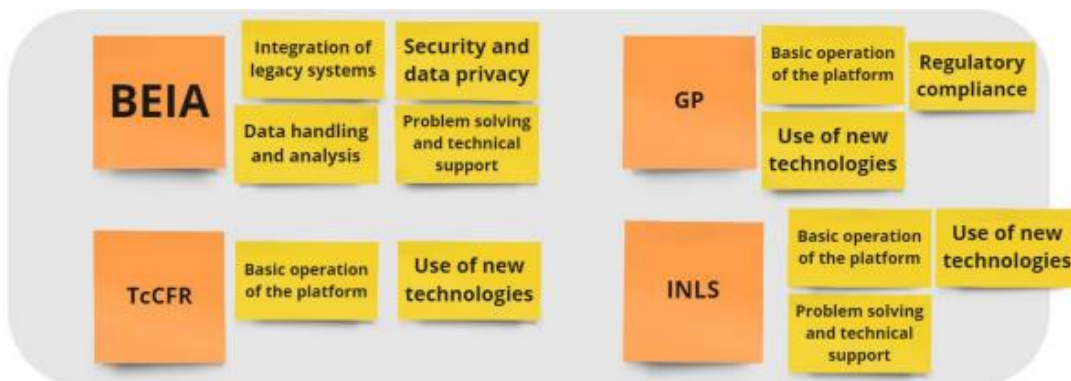 BEIA
Integration of
legacy systems
Security and
data privacy
Data handling
and analysis
Problem solving
and technical
support
GP
Basic operation
of the platform
Regulatory
compliance
Use of new
technologies
TcCFR
Basic operation
of the platform
Use of new
technologies
INLS
Basic operation
of the platform
Use of new
technologies
Problem solving
and technical
support